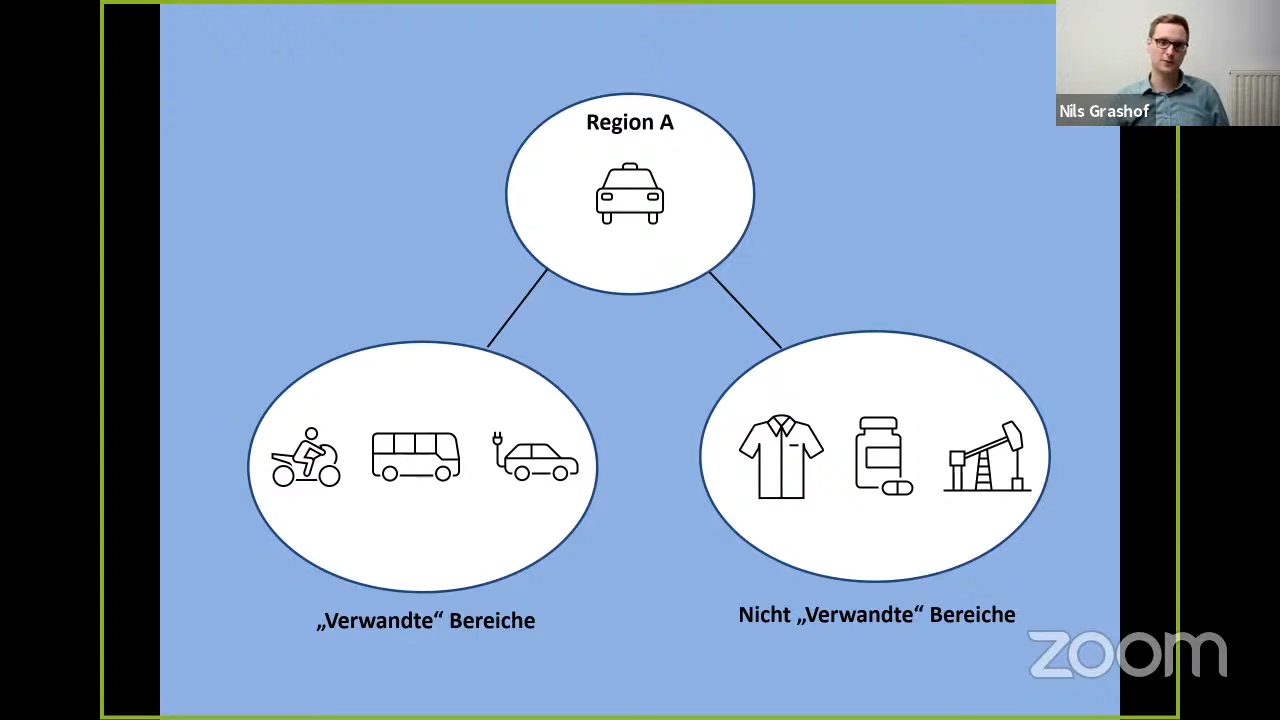 Region A
Nils Grashof
„Verwandte“ Bereiche
Nicht „Verwandte“ Bereiche
zoom